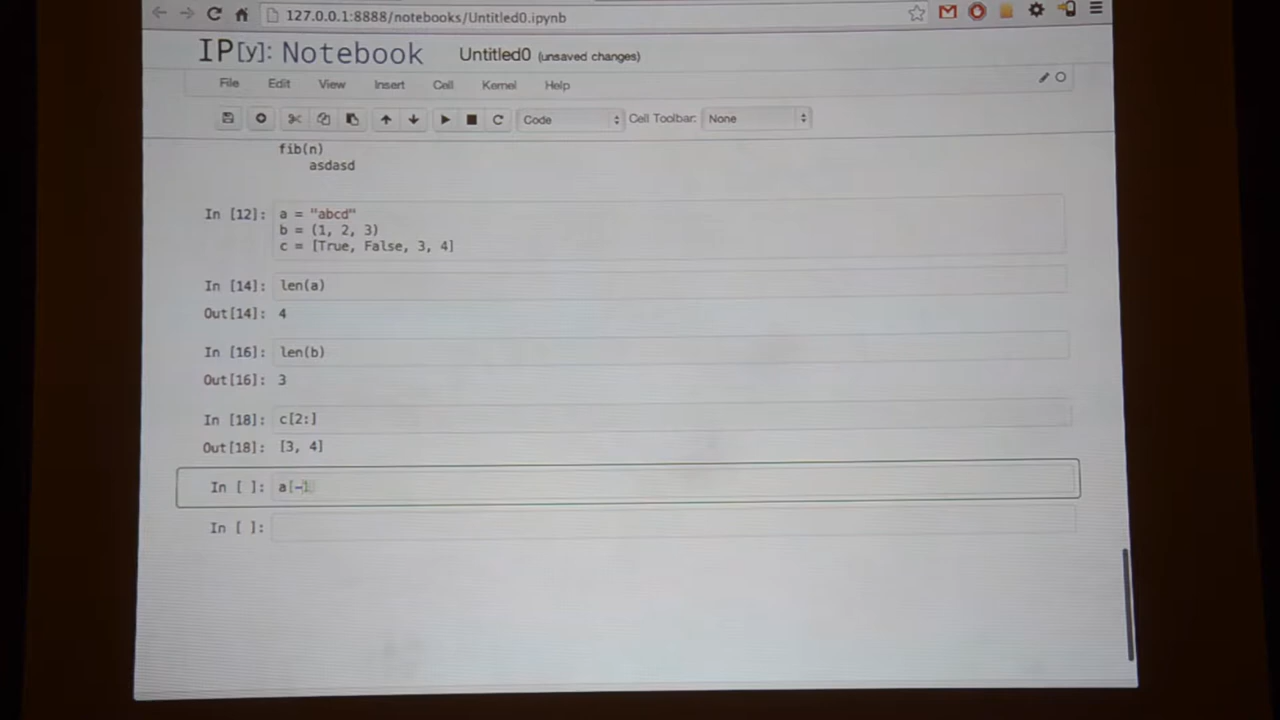 127.0.0.1:8888/notebooks/Untitled0.ipynb
IP[y]: Notebook Untitled0 (unsaved changes)
File Edit View Insert Cell Kernel Help
Code Cell Toolbar: None
fib(n)
asdasd
In [12]: a = "abcd"
b = (1, 2, 3)
c = [True, False, 3, 4]
In [14]: len(a)
Out[14]: 4
In [16]: len(b)
Out[16]: 3
In [18]: c[2:]
Out[18]: [3, 4]
In [ ]: a[-1
In [ ]: